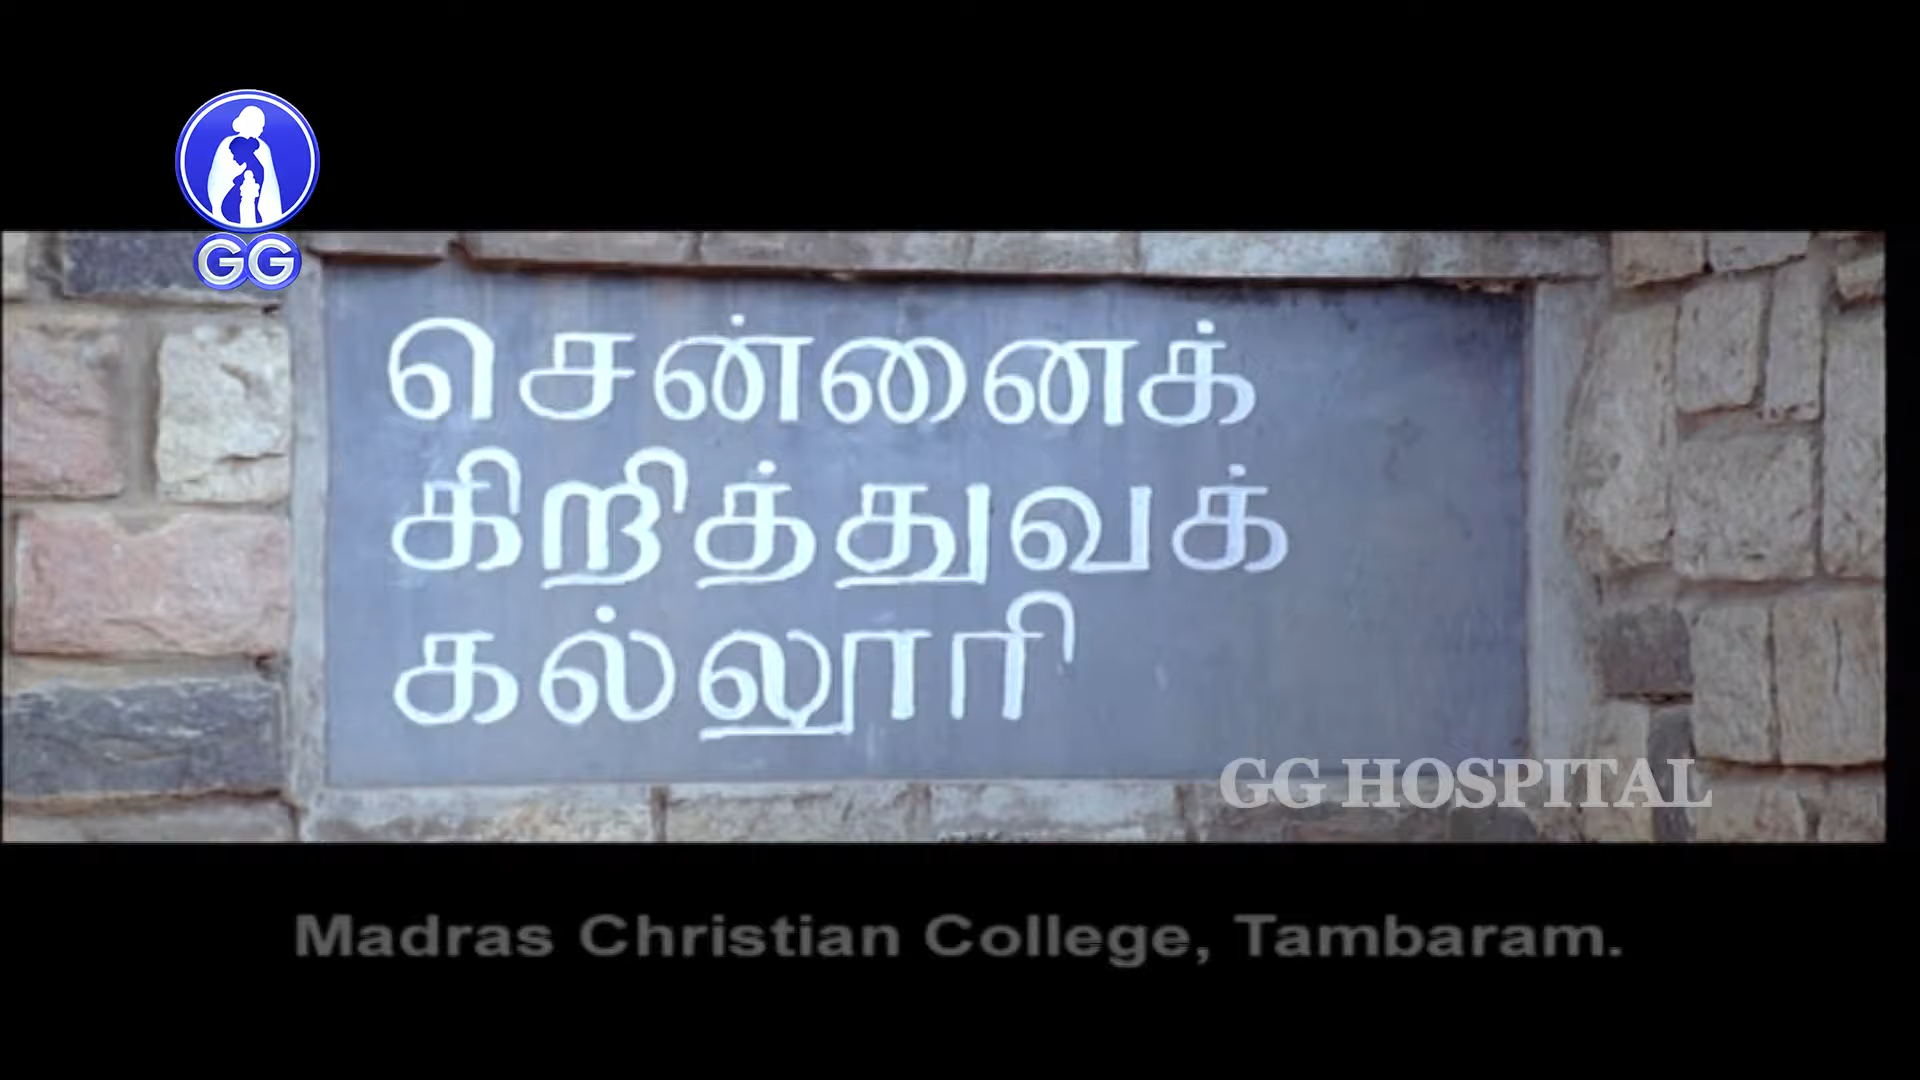 GG
சென்னைக்
கிறித்துவக்
கல்லூரி
GG HOSPITAL
Madras Christian College, Tambaram.